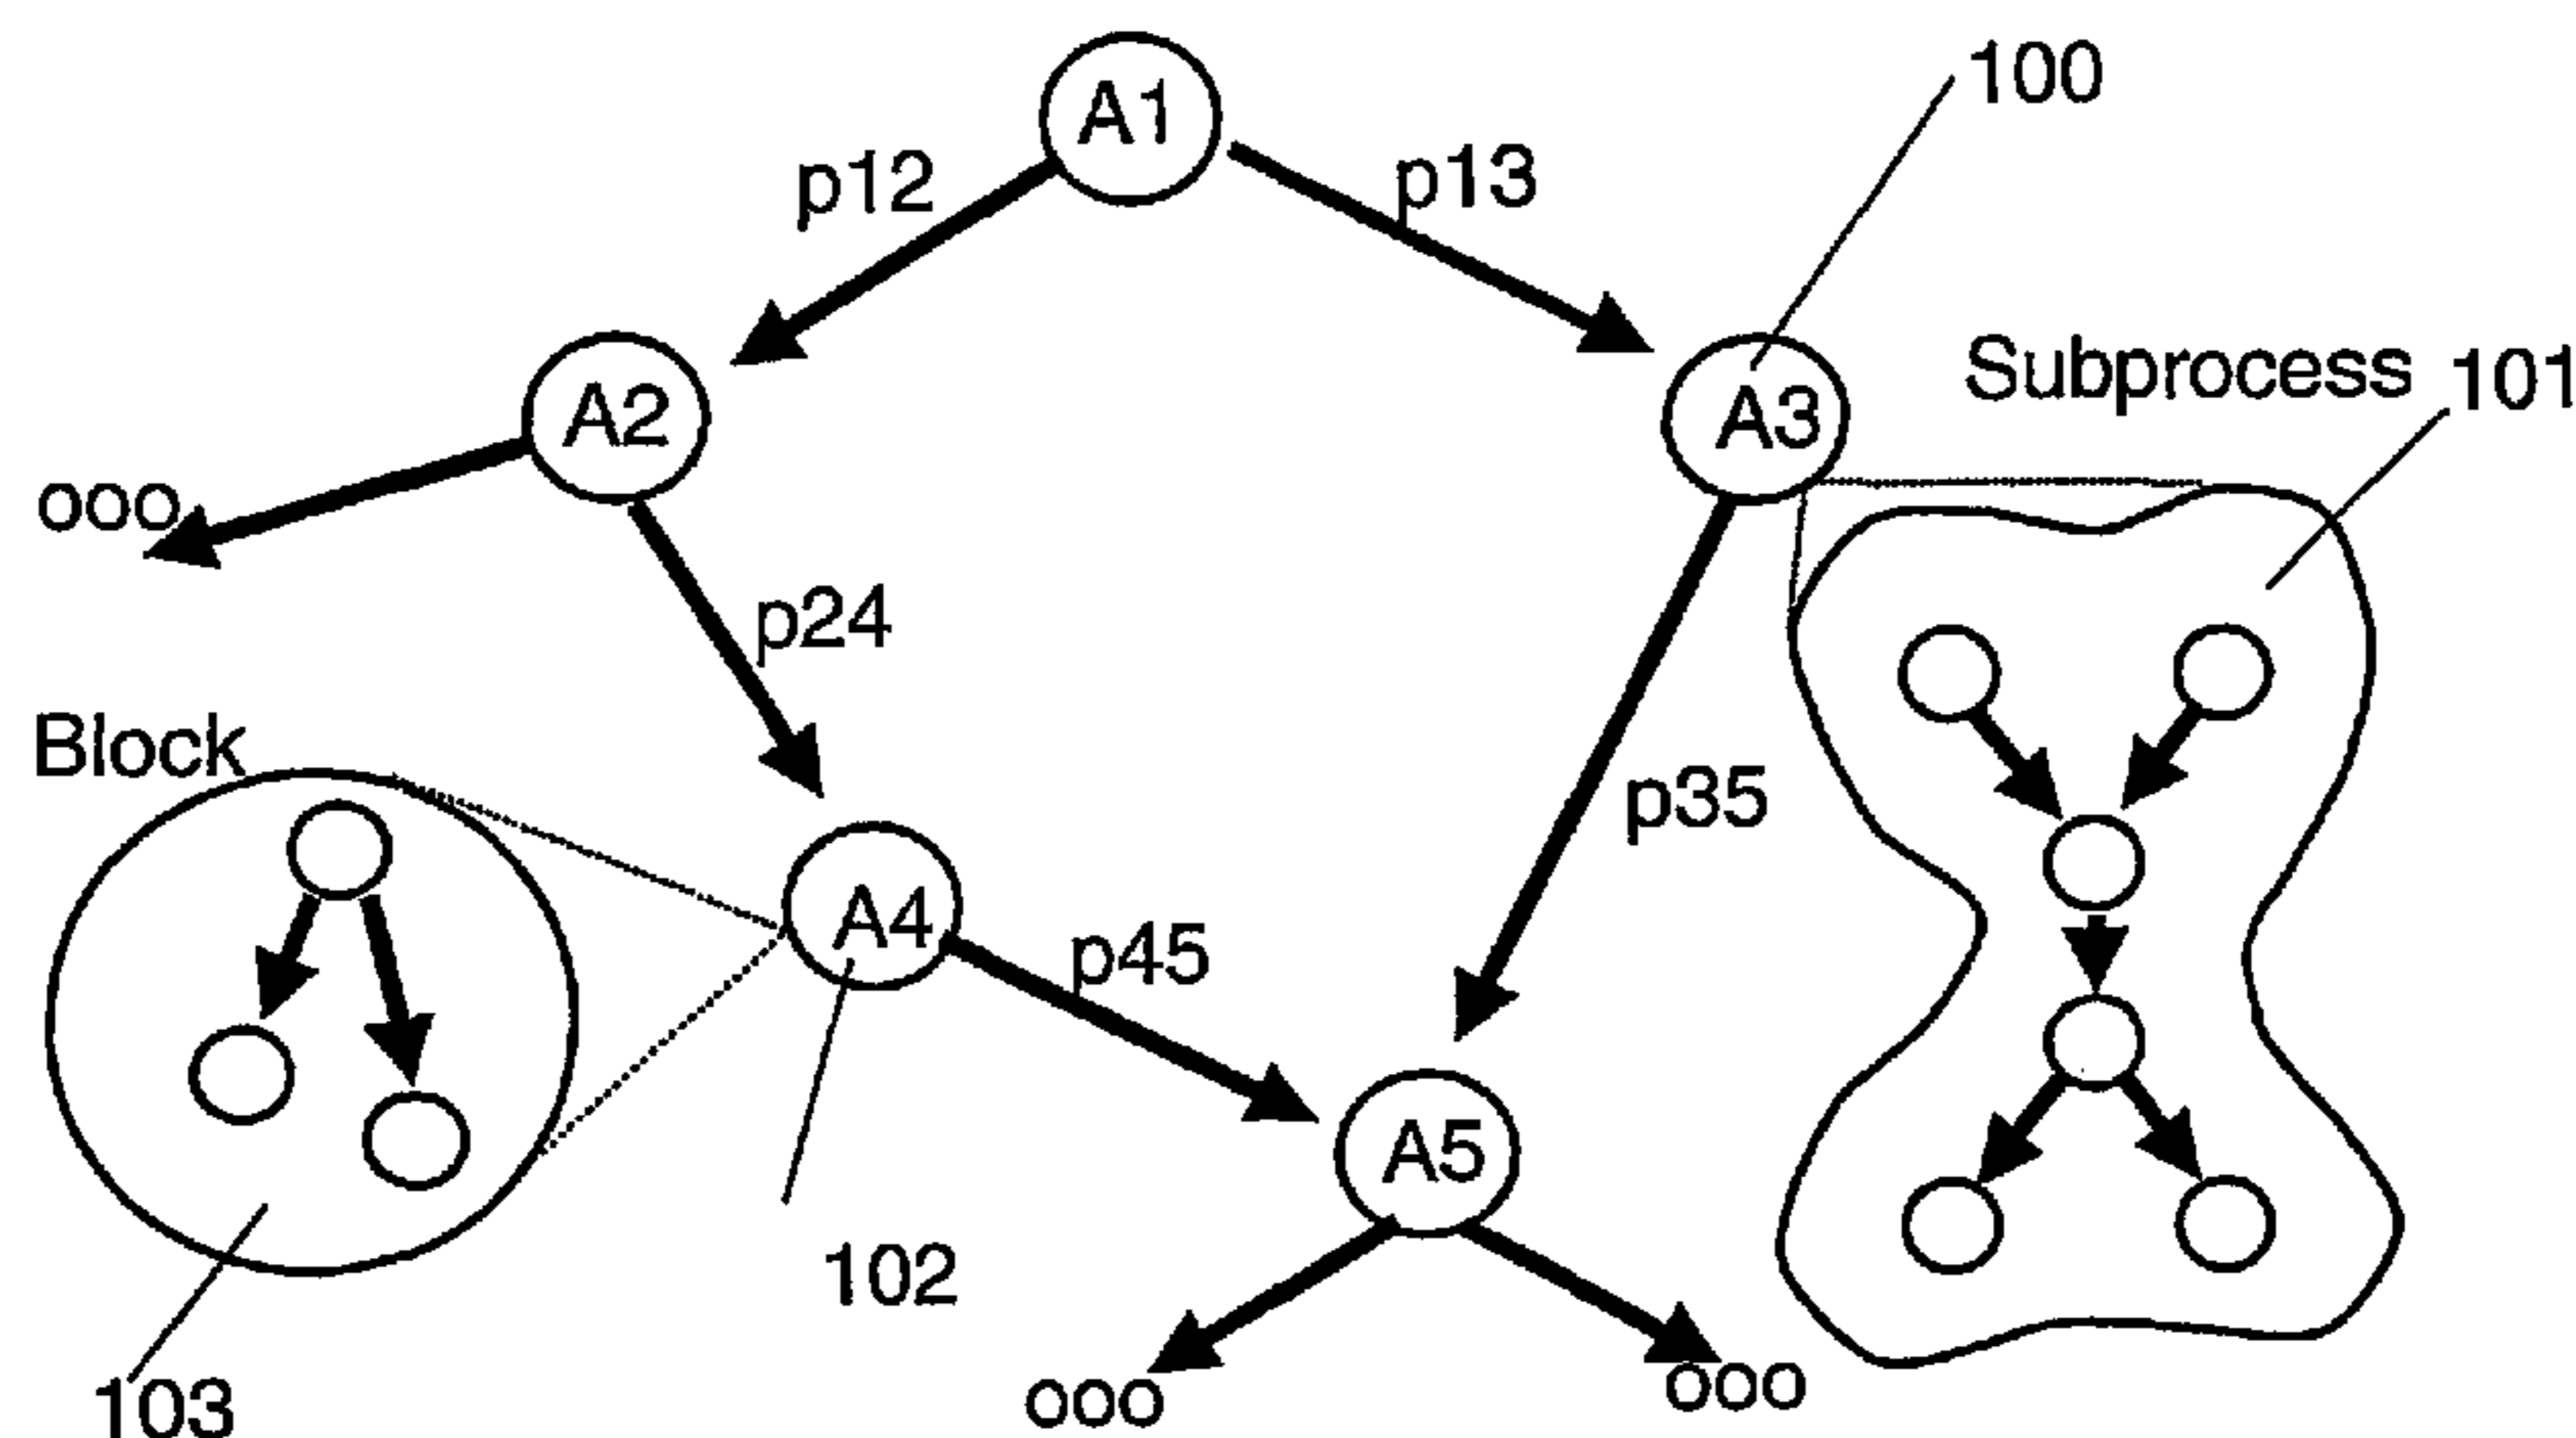 A1
100
p12
p13
A2
A3
Subprocess 101
ooo
p24
Block
p35
A4
p45
A5
102
103
ooo
ooo